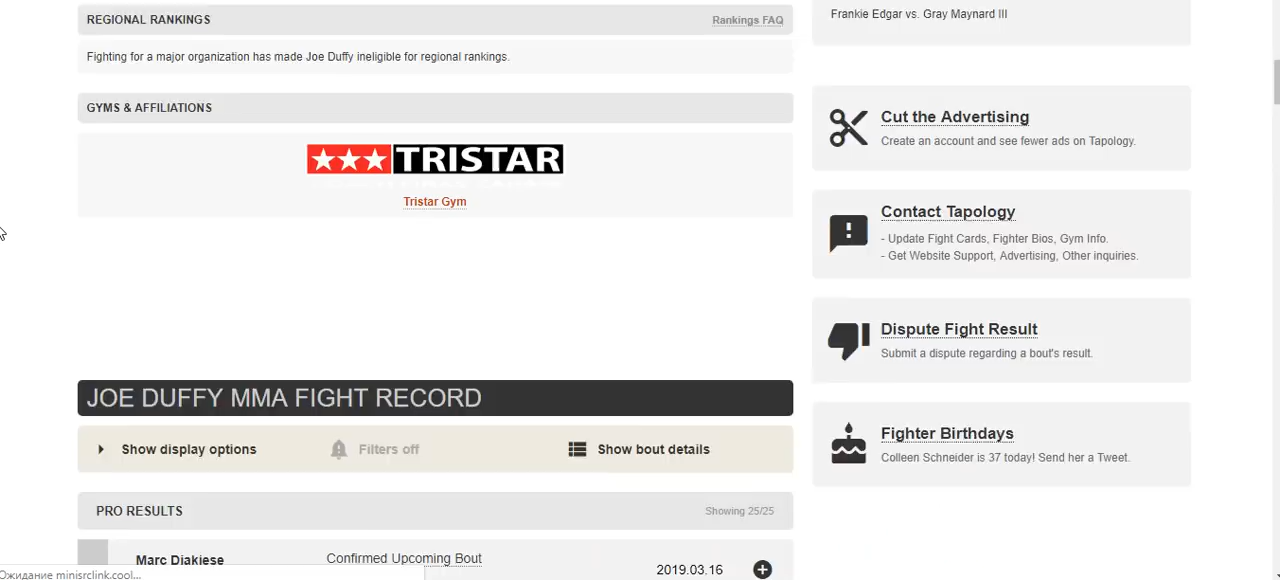 REGIONAL RANKINGS
Rankings FAQ
Fighting for a major organization has made Joe Duffy ineligible for regional rankings.
GYMS & AFFILIATIONS
TRISTAR
Tristar Gym
JOE DUFFY MMA FIGHT RECORD
Show display options
Filters off
Show bout details
PRO RESULTS
Showing 25/25
Marc Diakiese
Confirmed Upcoming Bout
2019.03.16
Ожидание minisrclink.cool...
Frankie Edgar vs. Gray Maynard III
Cut the Advertising
Create an account and see fewer ads on Tapology.
Contact Tapology
- Update Fight Cards, Fighter Bios, Gym Info.
- Get Website Support, Advertising, Other inquiries.
Dispute Fight Result
Submit a dispute regarding a bout's result.
Fighter Birthdays
Colleen Schneider is 37 today! Send her a Tweet.